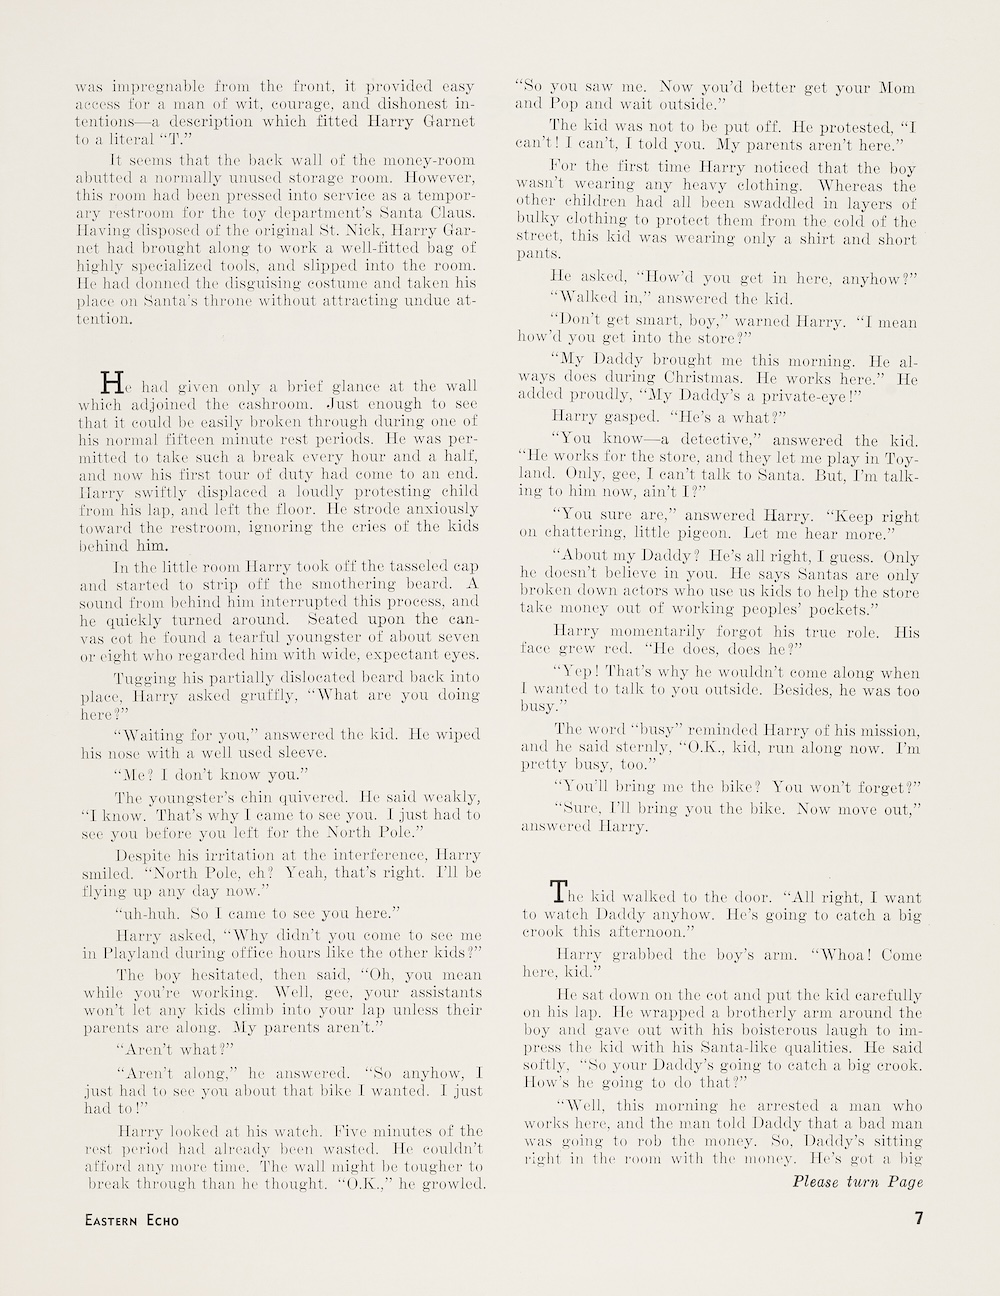 was impregnable from the front, it provided easy
access for a man of wit, courage, and dishonest in-
tentions—a description which fitted Harry Garnet
to a literal “T.”
It seems that the back wall of the money-room
abutted a normally unused storage room. However,
this room had been pressed into service as a tempor-
ary restroom for the toy department's Santa Claus.
Having disposed of the original St. Nick, Harry Gar-
net had brought along to work a well-fitted bag of
highly specialized tools, and slipped into the room.
He had donned the disguising costume and taken his
place on Santa's throne without attracting undue at-
tention.
He had given only a brief glance at the wall
which adjoined the cashroom. Just enough to see
that it could be easily broken through during one of
his normal fifteen minute rest periods. He was per-
mitted to take such a break every hour and a half,
and now his first tour of duty had come to an end.
Harry swiftly displaced a loudly protesting child
from his lap, and left the floor. He strode anxiously
toward the restroom, ignoring the cries of the kids
behind him.
In the little room Harry took off the tasseled cap
and started to strip off the smothering beard. A
sound from behind him interrupted this process, and
he quickly turned around. Seated upon the can-
vas cot he found a tearful youngster of about seven
or eight who regarded him with wide, expectant eyes.
Tugging his partially dislocated beard back into
place, Harry asked gruffly, “What are you doing
here?”
“Waiting for you,” answered the kid. He wiped
his nose with a well used sleeve.
“Me? I don't know you.”
The youngster's chin quivered. He said weakly,
“I know. That's why I came to see you. I just had to
see you before you left for the North Pole.”
Despite his irritation at the interference, Harry
smiled. “North Pole, eh? Yeah, that's right. I'll be
flying up any day now.”
“uh-huh. So I came to see you here.”
Harry asked, “Why didn't you come to see me
in Playland during office hours like the other kids?”
The boy hesitated, then said, “Oh, you mean
while you're working. Well, gee, your assistants
won't let any kids climb into your lap unless their
parents are along. My parents aren't.”
“Aren't what?”
“Aren't along,” he answered. “So anyhow, I
just had to see you about that bike I wanted. I just
had to!”
Harry looked at his watch. Five minutes of the
rest period had already been wasted. He couldn't
afford any more time. The wall might be tougher to
break through than he thought. “O.K.,” he growled.
“So you saw me. Now you'd better get your Mom
and Pop and wait outside.”
The kid was not to be put off. He protested, “I
can't! I can't, I told you. My parents aren't here.”
For the first time Harry noticed that the boy
wasn't wearing any heavy clothing. Whereas the
other children had all been swaddled in layers of
bulky clothing to protect them from the cold of the
street, this kid was wearing only a shirt and short
pants.
He asked, “How'd you get in here, anyhow?”
“Walked in,” answered the kid.
“Don't get smart, boy,” warned Harry. “I mean
how'd you get into the store?”
“My Daddy brought me this morning. He al-
ways does during Christmas. He works here.” He
added proudly, “My Daddy's a private-eye!”
Harry gasped. “He's a what?”
“You know—a detective,” answered the kid.
“He works for the store, and they let me play in Toy-
land. Only, gee, I can't talk to Santa. But, I'm talk-
ing to him now, ain't I?”
“You sure are,” answered Harry. “Keep right
on chattering, little pigeon. Let me hear more.”
“About my Daddy? He's all right, I guess. Only
he doesn't believe in you. He says Santas are only
broken down actors who use us kids to help the store
take money out of working peoples' pockets.”
Harry momentarily forgot his true role. His
face grew red. “He does, does he?”
“Yep! That's why he wouldn't come along when
I wanted to talk to you outside. Besides, he was too
busy.”
The word “busy” reminded Harry of his mission,
and he said sternly, “O.K., kid, run along now. I'm
pretty busy, too.”
“You'll bring me the bike? You won't forget?”
“Sure, I'll bring you the bike. Now move out,”
answered Harry.
The kid walked to the door. “All right, I want
to watch Daddy anyhow. He's going to catch a big
crook this afternoon.”
Harry grabbed the boy's arm. “Whoa! Come
here, kid.”
He sat down on the cot and put the kid carefully
on his lap. He wrapped a brotherly arm around the
boy and gave out with his boisterous laugh to im-
press the kid with his Santa-like qualities. He said
softly, “So your Daddy's going to catch a big crook.
How's he going to do that?”
“Well, this morning he arrested a man who
works here, and the man told Daddy that a bad man
was going to rob the money. So, Daddy's sitting
right in the room with the money. He's got a big
Please turn Page
EASTERN ECHO
7